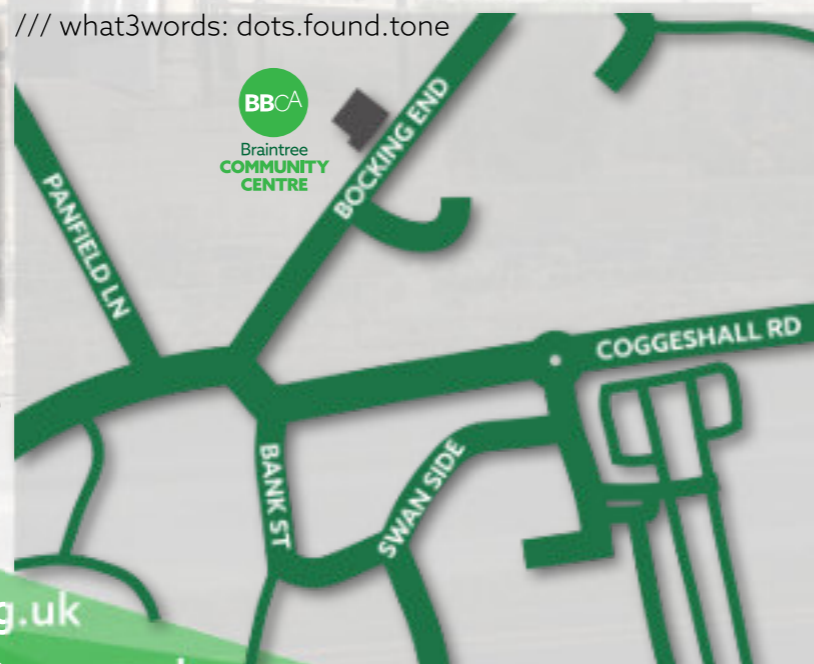 /// what3words: dots.found.tone
BBCA
Braintree
COMMUNITY
CENTRE
BOCKING END
PANFIELD LN
COGGESHALL RD
BANK ST
SWAN SIDE
g.uk